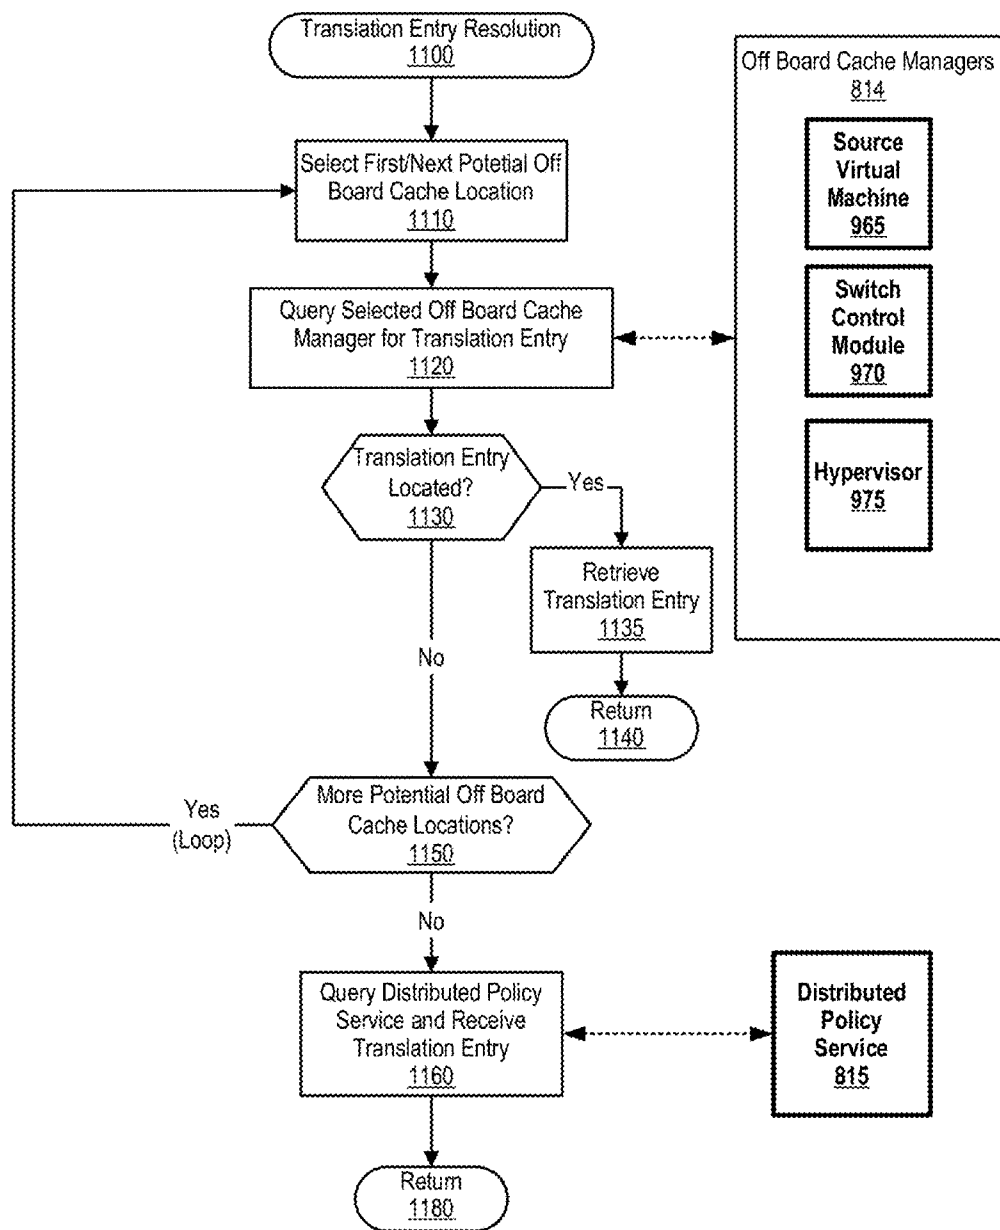 Translation Entry Resolution
1100
Select First/Next Potetial Off
Board Cache Location
1110
Query Selected Off Board Cache
Manager for Translation Entry
1120
Translation Entry
Located?
1130
Yes
Retrieve
Translation Entry
1135
Return
1140
No
More Potential Off Board
Cache Locations?
1150
Yes
(Loop)
No
Query Distributed Policy
Service and Receive
Translation Entry
1160
Return
1180
Off Board Cache Managers
814
Source
Virtual
Machine
965
Switch
Control
Module
970
Hypervisor
975
Distributed
Policy
Service
815